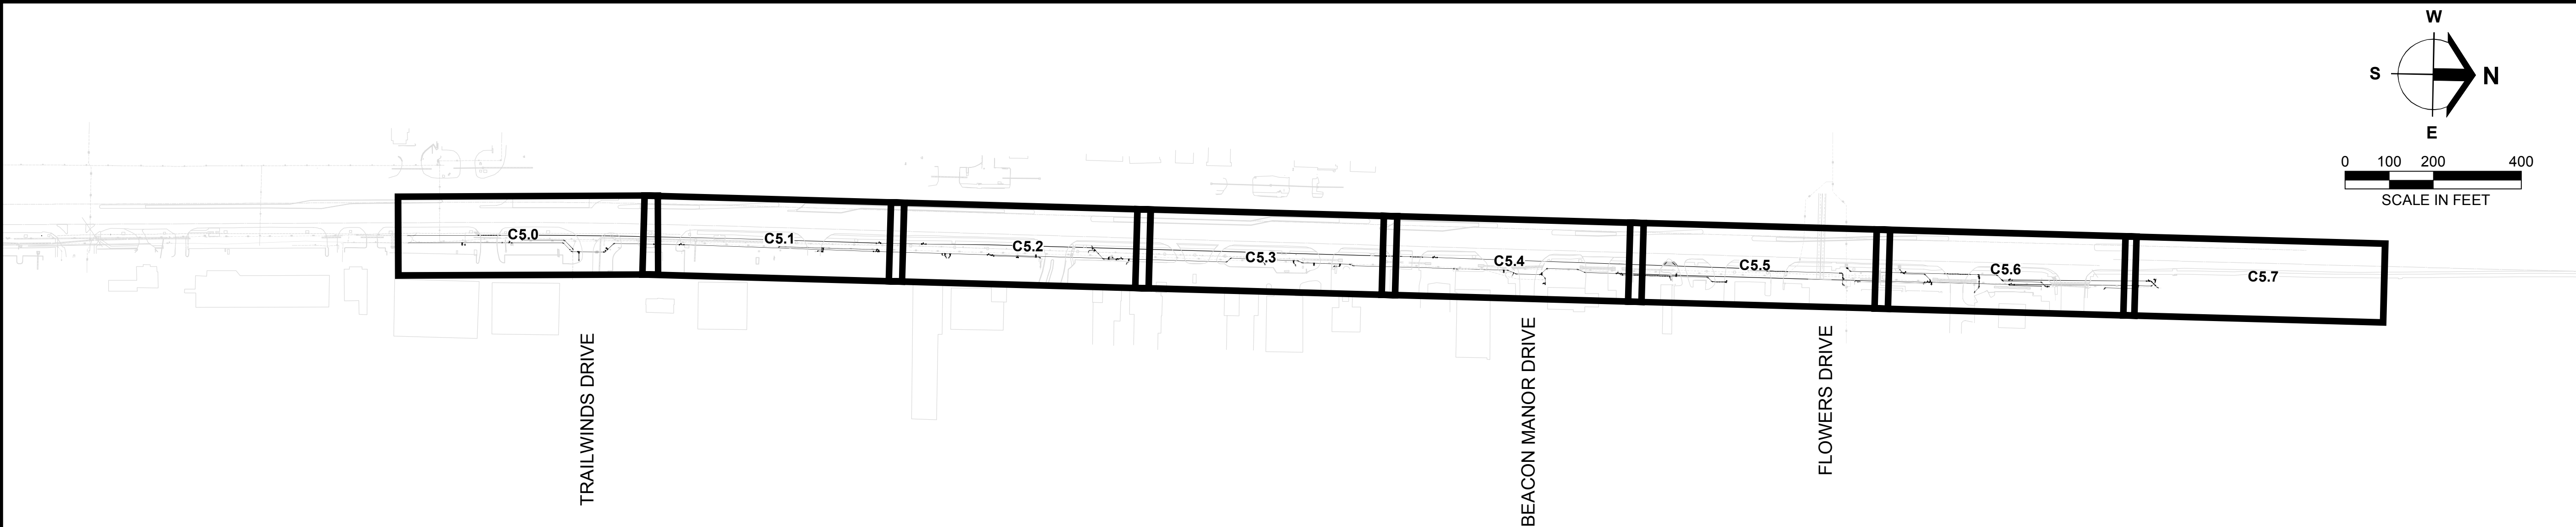 W
S
N
E
0 100 200 400
SCALE IN FEET
C5.0
C5.1
C5.2
C5.3
C5.4
C5.5
C5.6
C5.7
TRAILWINDS DRIVE
BEACON MANOR DRIVE
FLOWERS DRIVE